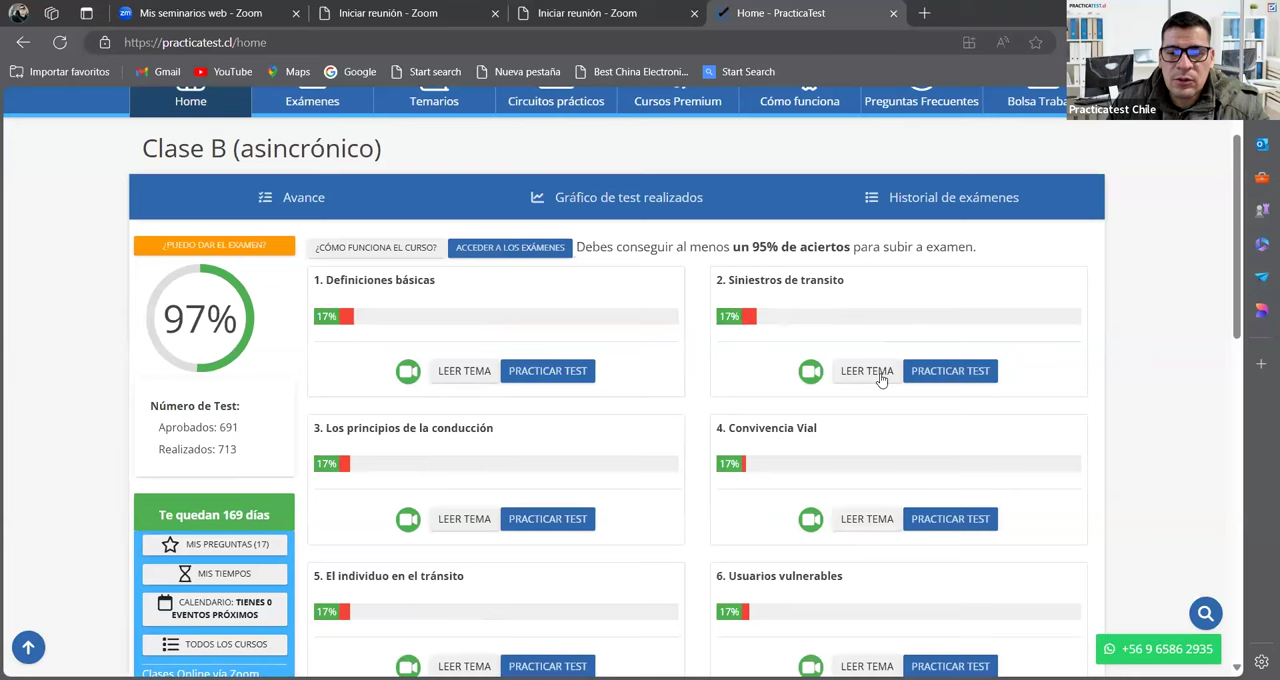 Mis seminarios web - Zoom
Iniciar reunión - Zoom
Iniciar reunión - Zoom
Home - PracticaTest
https://practicatest.cl/home
Importar favoritos
Gmail
YouTube
Maps
Google
Start search
Nueva pestaña
Best China Electroni...
Start Search
PRACTICATEST.cl
Practicatest Chile
Home
Exámenes
Temarios
Circuitos prácticos
Cursos Premium
Cómo funciona
Preguntas Frecuentes
Bolsa Traba
Clase B (asincrónico)
Avance
Gráfico de test realizados
Historial de exámenes
¿PUEDO DAR EL EXAMEN?
97%
Número de Test:
Aprobados: 691
Realizados: 713
Te quedan 169 días
MIS PREGUNTAS (17)
MIS TIEMPOS
CALENDARIO: TIENES 0
EVENTOS PRÓXIMOS
TODOS LOS CURSOS
Clases Online vía Zoom
¿CÓMO FUNCIONA EL CURSO?
ACCEDER A LOS EXÁMENES
Debes conseguir al menos un 95% de aciertos para subir a examen.
1. Definiciones básicas
17%
LEER TEMA
PRACTICAR TEST
2. Siniestros de transito
17%
LEER TEMA
PRACTICAR TEST
3. Los principios de la conducción
17%
LEER TEMA
PRACTICAR TEST
4. Convivencia Vial
17%
LEER TEMA
PRACTICAR TEST
5. El individuo en el tránsito
17%
LEER TEMA
PRACTICAR TEST
6. Usuarios vulnerables
17%
LEER TEMA
PRACTICAR TEST
+56 9 6586 2935